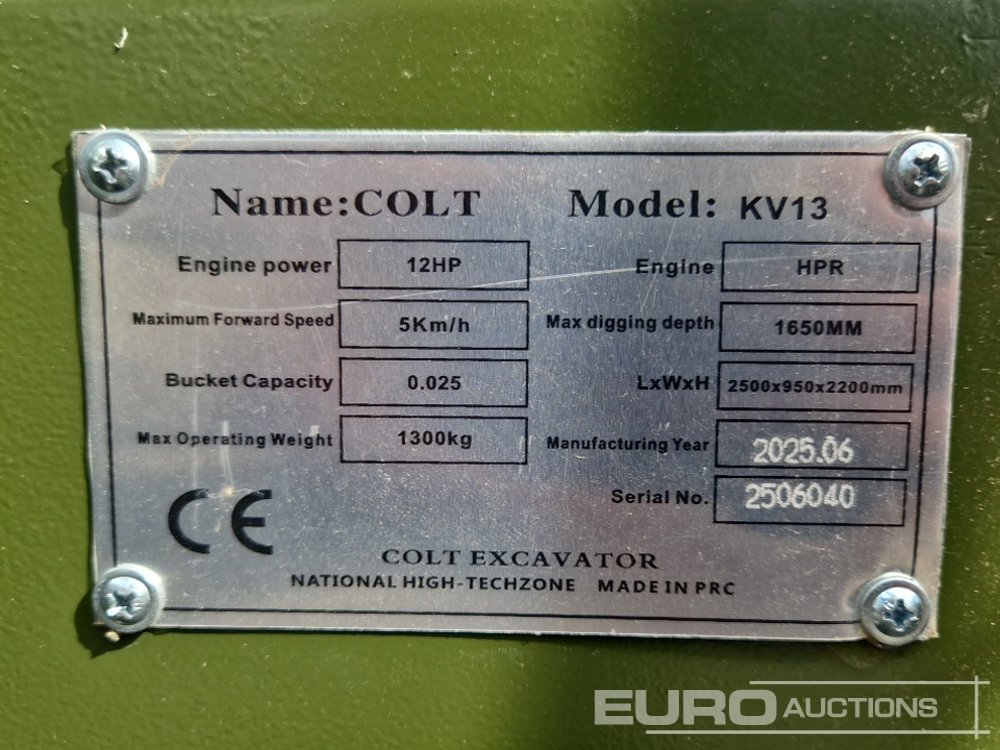 Name:COLT Model: KV13
Engine power 12HP Engine HPR
Maximum Forward Speed 5Km/h Max digging depth 1650MM
Bucket Capacity 0.025 LxWxH 2500x950x2200mm
Max Operating Weight 1300kg Manufacturing Year 2025.06
Serial No. 2506040
CE
COLT EXCAVATOR
NATIONAL HIGH-TECHZONE MADE IN PRC
EURO AUCTIONS